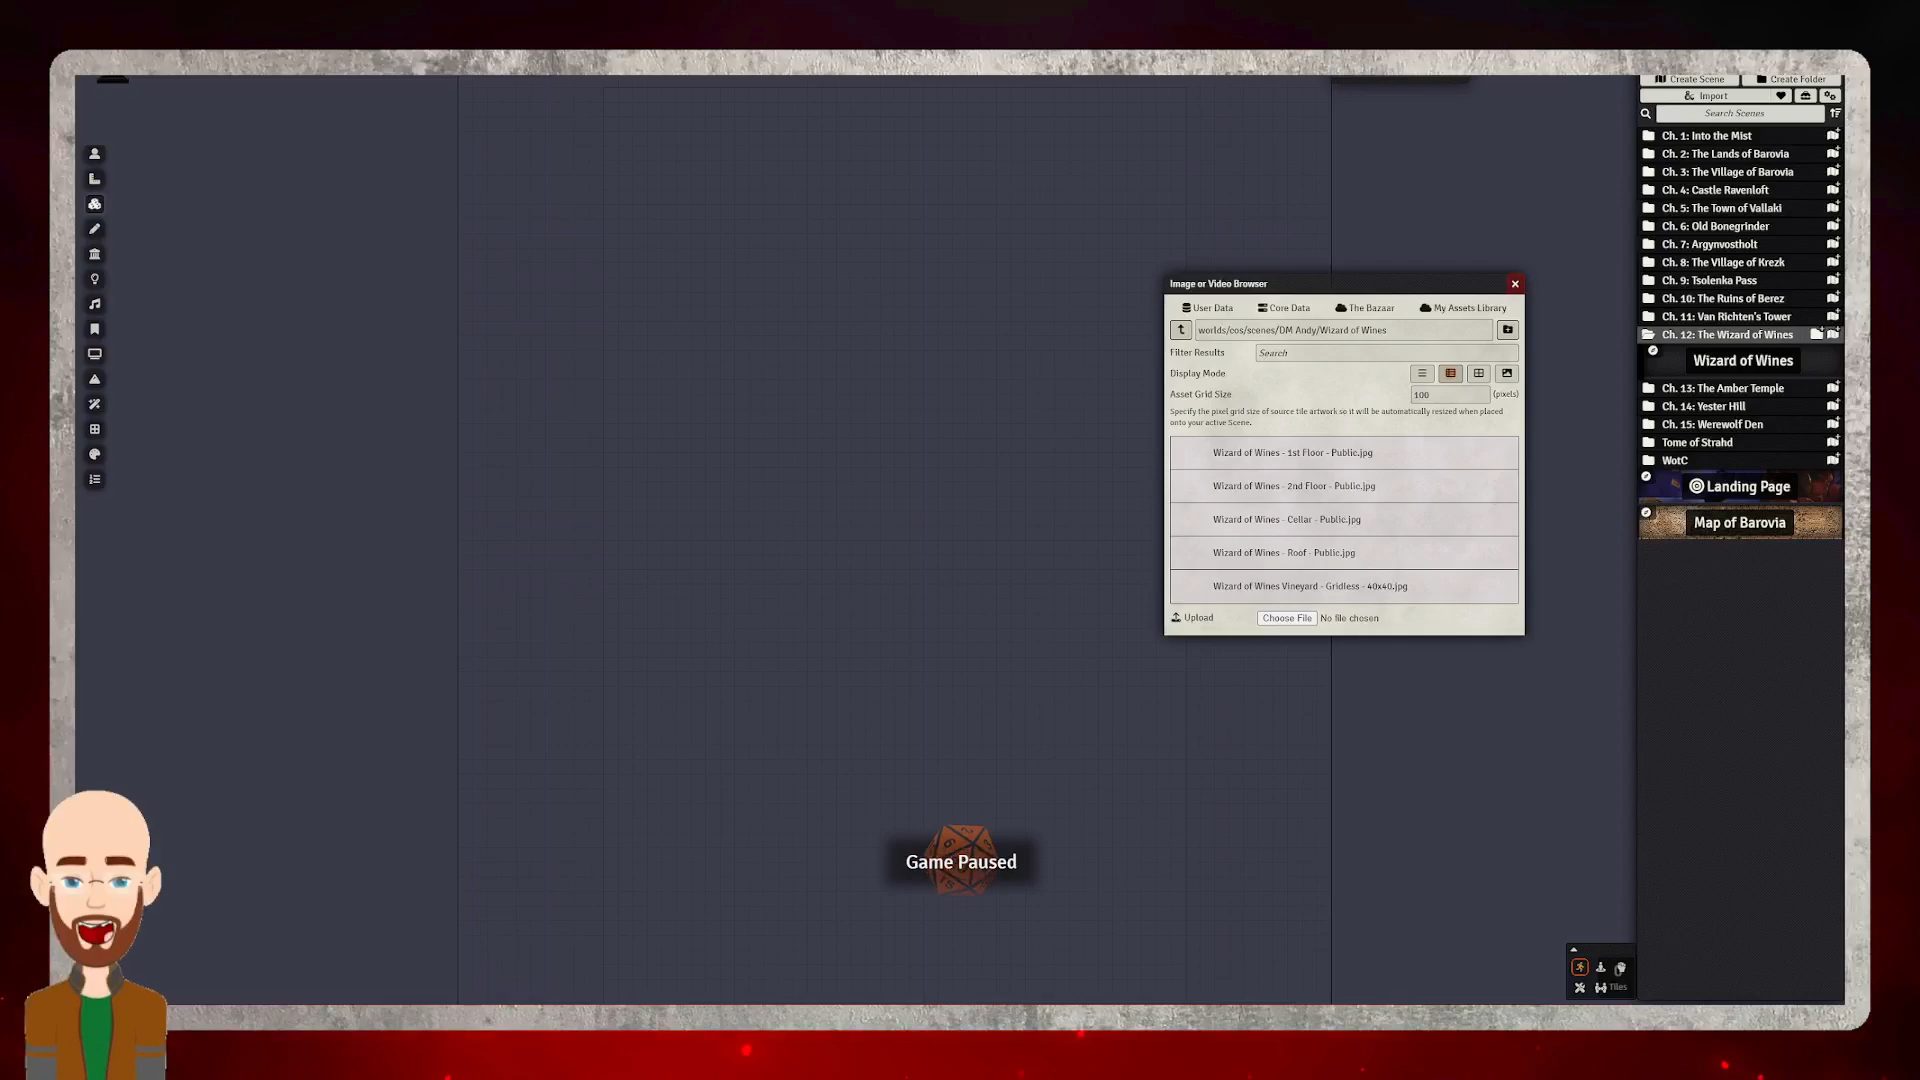 Create Scene
Create Folder
Import
Search Scenes
Ch. 1: Into the Mist
Ch. 2: The Lands of Barovia
Ch. 3: The Village of Barovia
Ch. 4: Castle Ravenloft
Ch. 5: The Town of Vallaki
Ch. 6: Old Bonegrinder
Ch. 7: Argynvostholt
Ch. 8: The Village of Krezk
Ch. 9: Tsolenka Pass
Ch. 10: The Ruins of Berez
Ch. 11: Van Richten's Tower
Ch. 12: The Wizard of Wines
Wizard of Wines
Ch. 13: The Amber Temple
Ch. 14: Yester Hill
Ch. 15: Werewolf Den
Tome of Strahd
WotC
Landing Page
Map of Barovia
Image or Video Browser
User Data
Core Data
The Bazaar
My Assets Library
worlds/cos/scenes/DM Andy/Wizard of Wines
Filter Results
Search
Display Mode
Asset Grid Size
100
(pixels)
Specify the pixel grid size of source tile artwork so it will be automatically resized when placed
onto your active Scene.
Wizard of Wines - 1st Floor - Public.jpg
Wizard of Wines - 2nd Floor - Public.jpg
Wizard of Wines - Cellar - Public.jpg
Wizard of Wines - Roof - Public.jpg
Wizard of Wines Vineyard - Gridless - 40x40.jpg
Upload
Choose File
No file chosen
Game Paused
Tiles